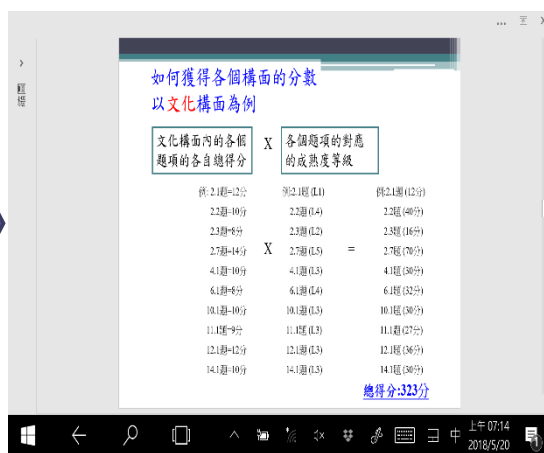 ...
如何獲得各個構面的分數
以文化構面為例
文化構面內的各個 X 各個題項的對應
題項的各自總得分 的成熟度等級
例: 2.1題=12分 例:2.1題 (L1) 例:2.1題 (12分)
2.2題=10分 2.2題 (L4) 2.2題 (40分)
2.3題=8分 2.3題 (L2) 2.3題 (16分)
2.7題=14分 X 2.7題 (L5) = 2.7題 (70分)
4.1題=10分 4.1題 (L3) 4.1題 (30分)
6.1題=8分 6.1題 (L4) 6.1題 (32分)
10.1題=10分 10.1題 (L3) 10.1題 (30分)
11.1題=9分 11.1題 (L3) 11.1題 (27分)
12.1題=12分 12.1題 (L3) 12.1題 (36分)
14.1題=10分 14.1題 (L3) 14.1題 (30分)
總得分:323分
中 上午 07:14
2018/5/20
1